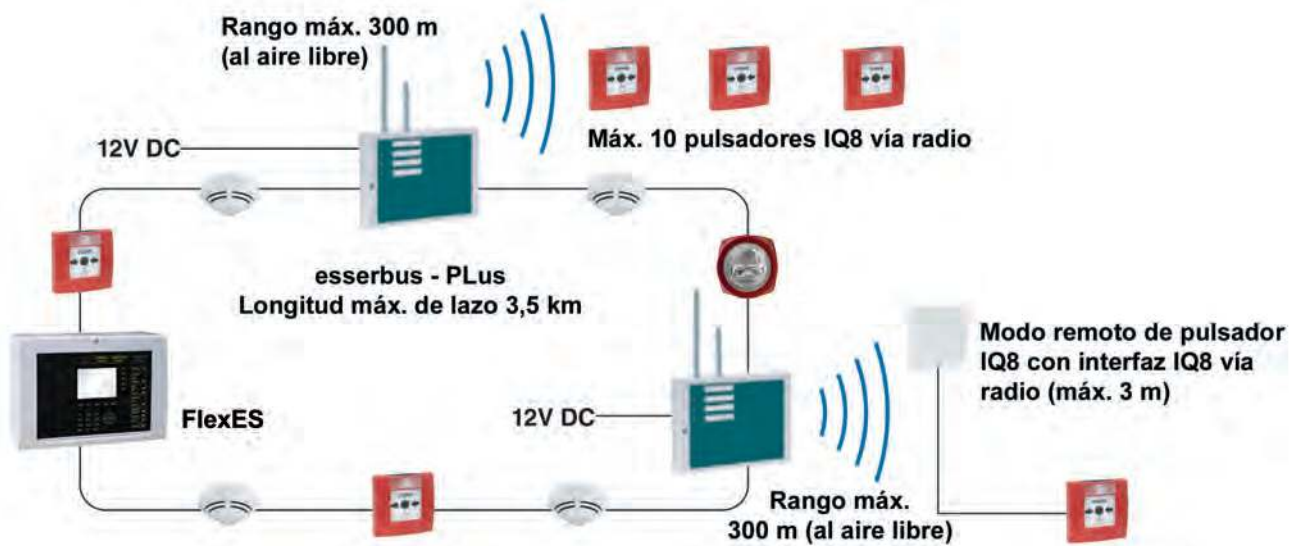 Rango máx. 300 m
(al aire libre)
Máx. 10 pulsadores IQ8 vía radio
12V DC
esserbus - PLus
Longitud máx. de lazo 3,5 km
Modo remoto de pulsador
IQ8 con interfaz IQ8 vía
radio (máx. 3 m)
FlexES
12V DC
Rango máx.
300 m (al aire libre)